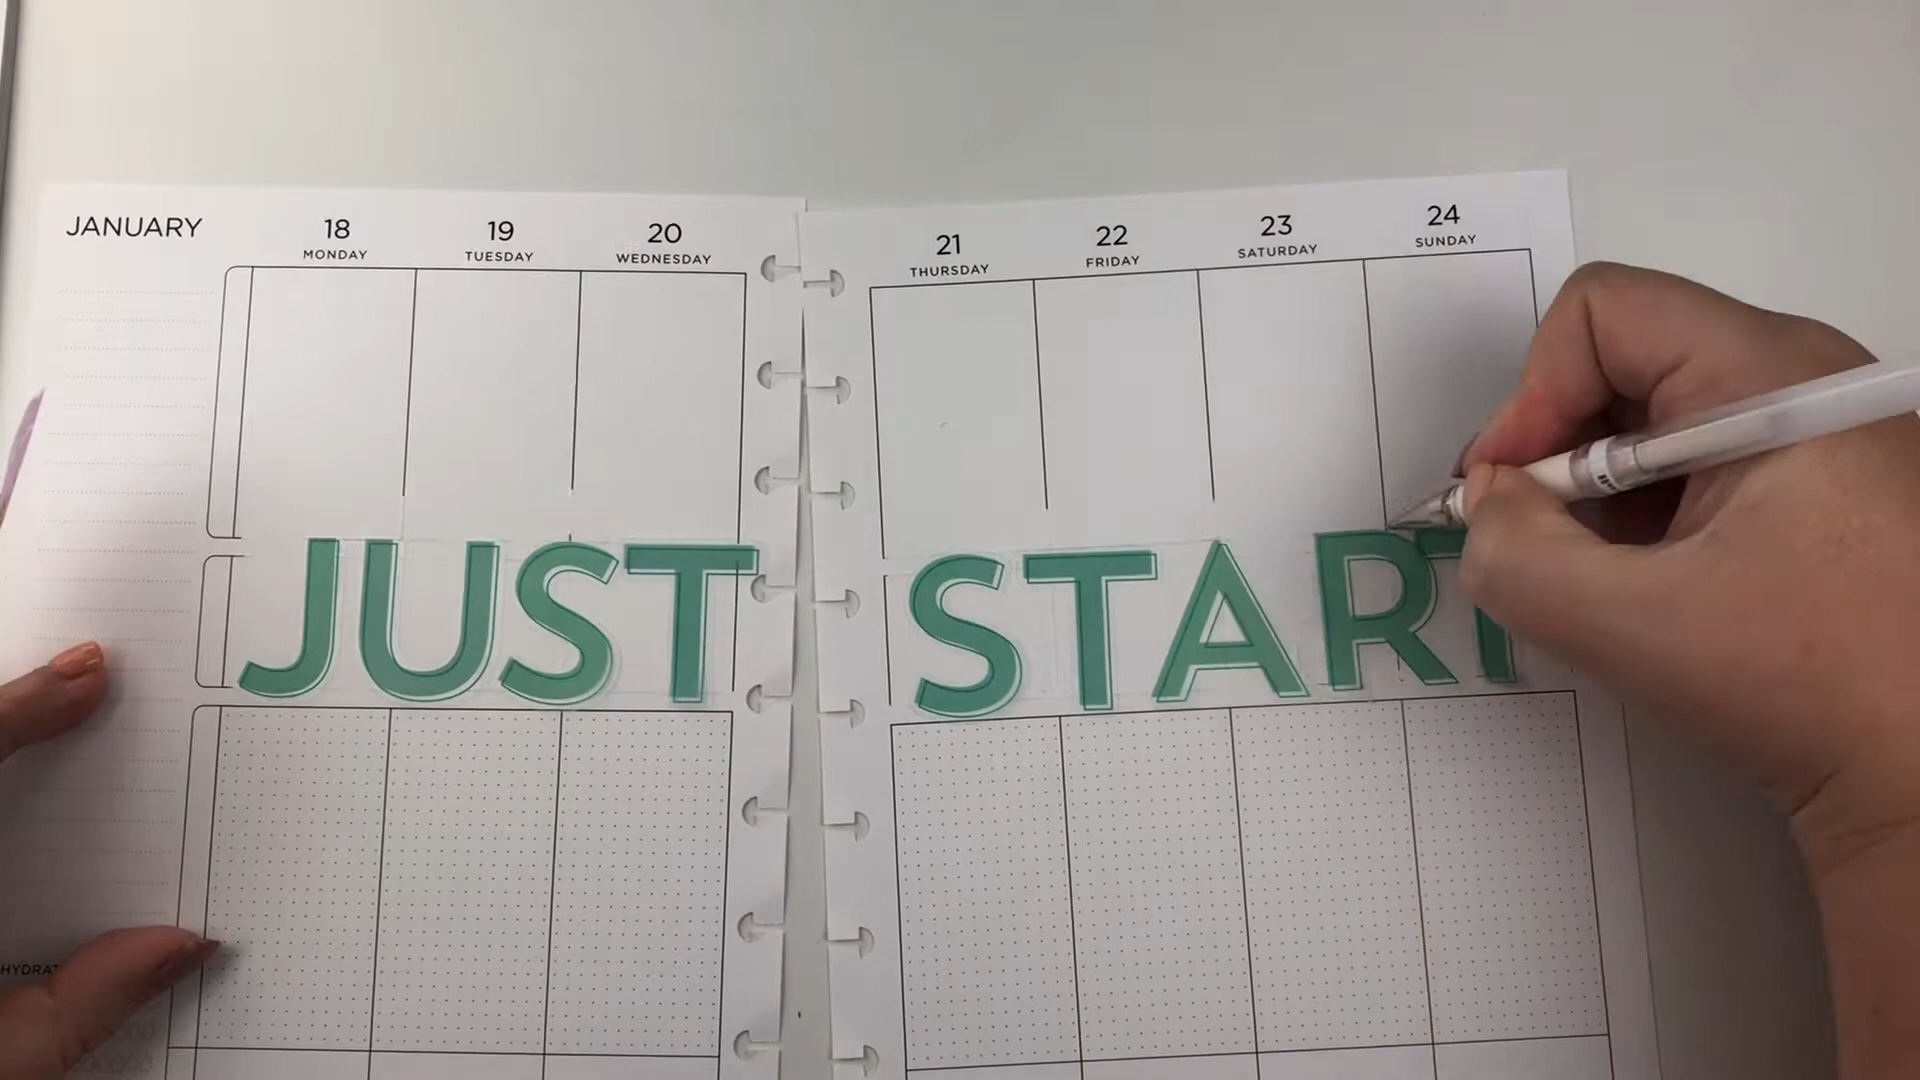 JANUARY
18
MONDAY
19
TUESDAY
20
WEDNESDAY
21
THURSDAY
22
FRIDAY
23
SATURDAY
24
SUNDAY
JUST START